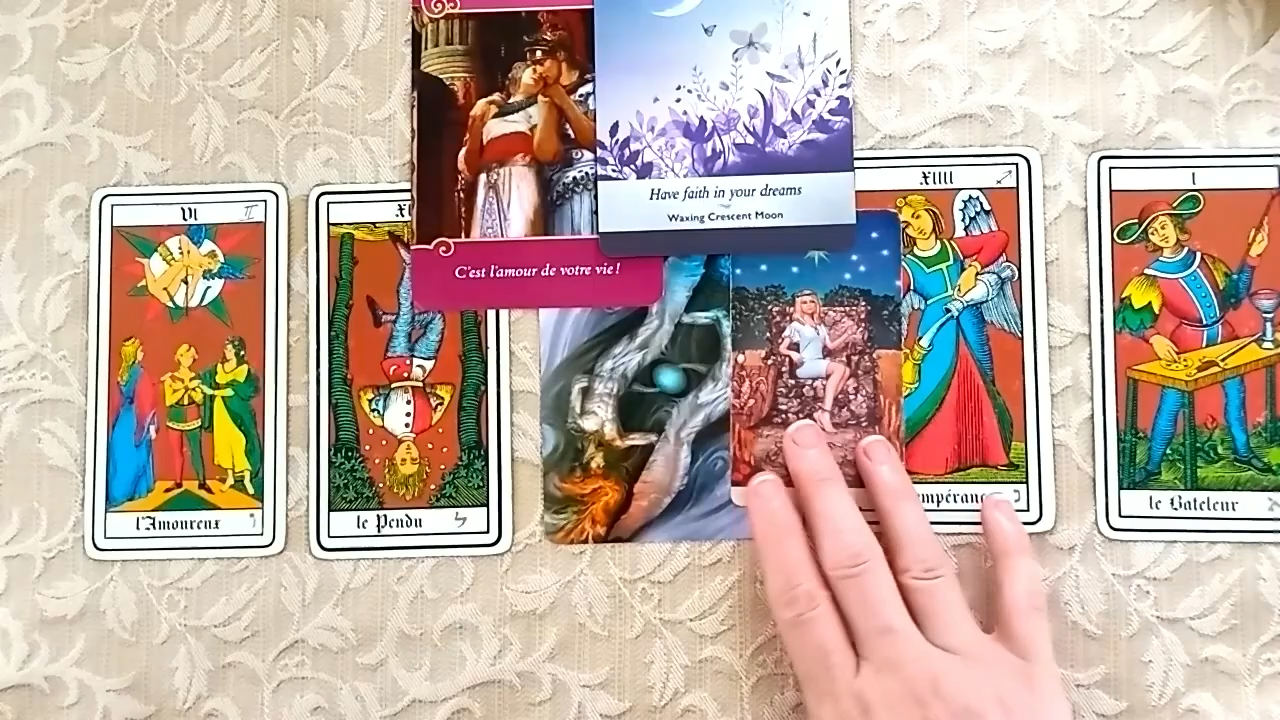 C'est l'amour de votre vie!
Have faith in your dreams
Waxing Crescent Moon
VI
l'Amoureux
le Pendu
XIIII
I
le Bateleur